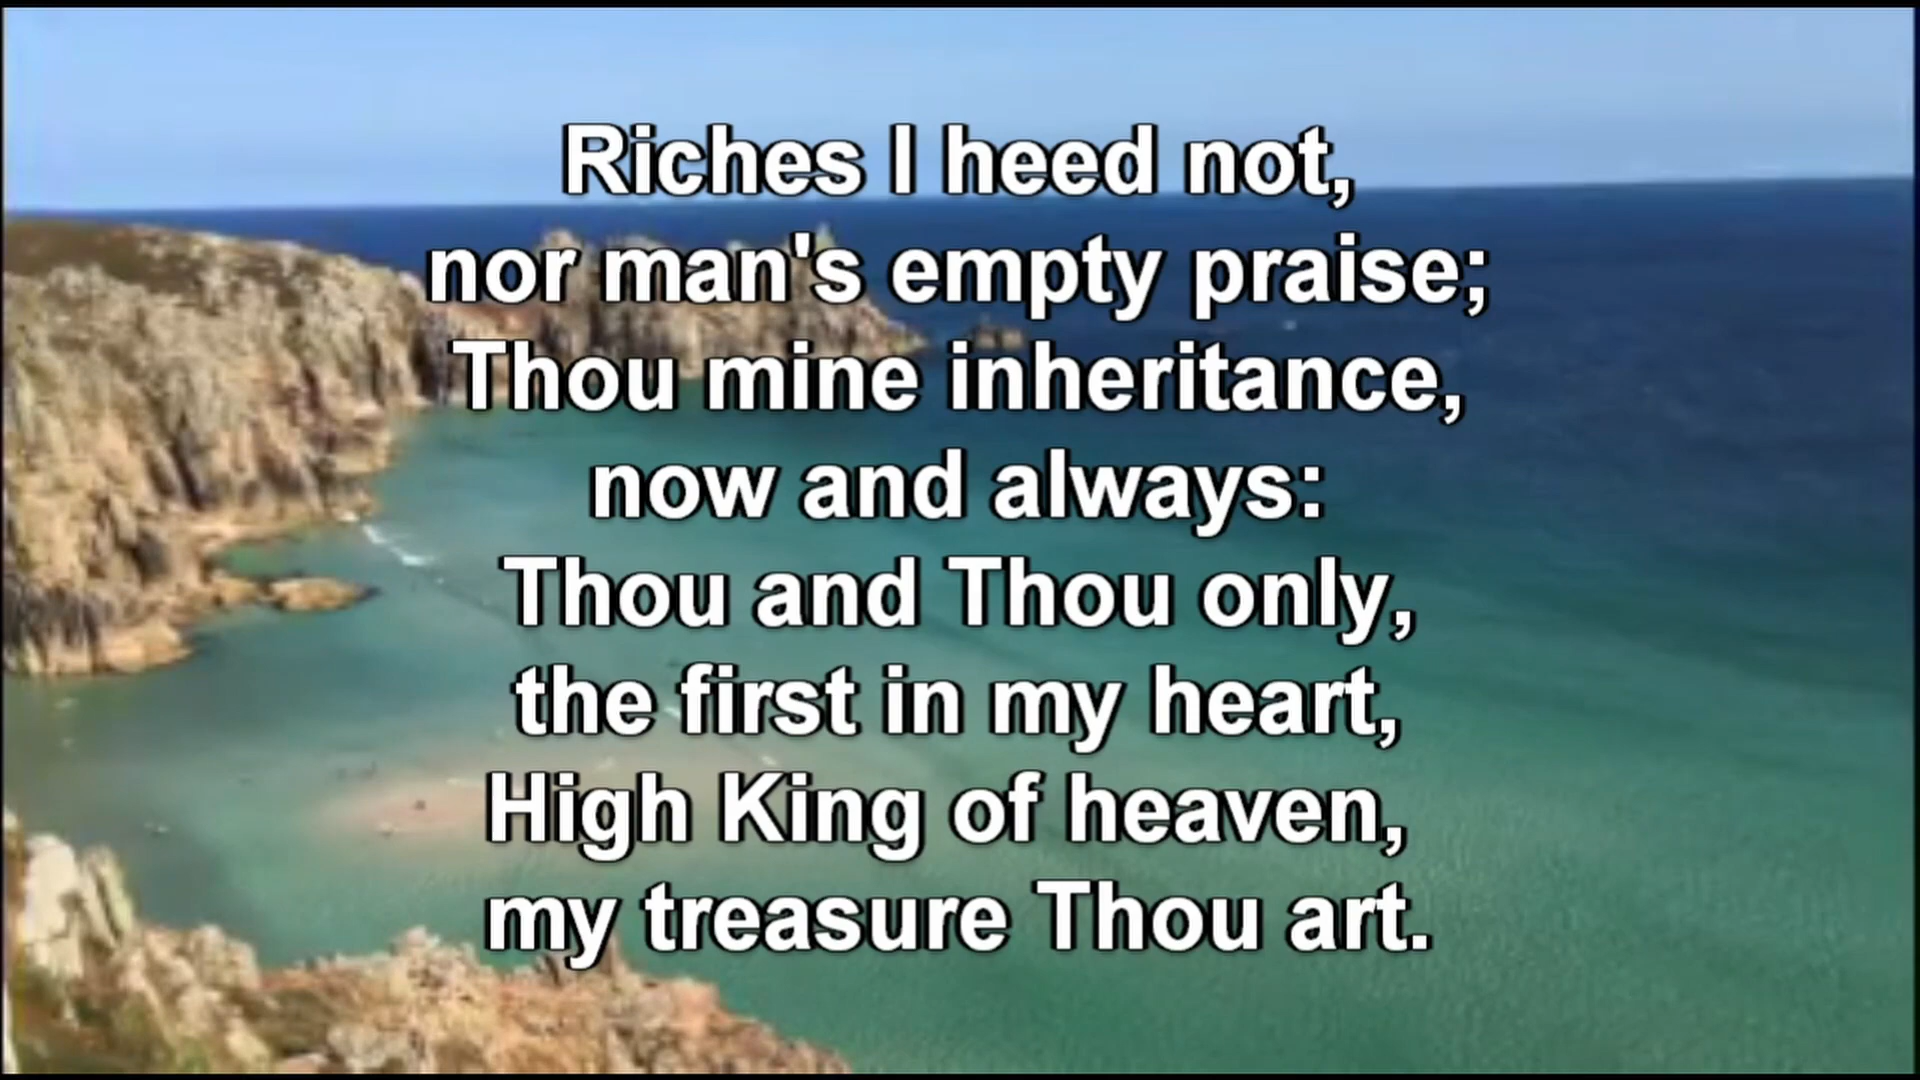 Riches I heed not,
nor man's empty praise;
Thou mine inheritance,
now and always:
Thou and Thou only,
the first in my heart,
High King of heaven,
my treasure Thou art.